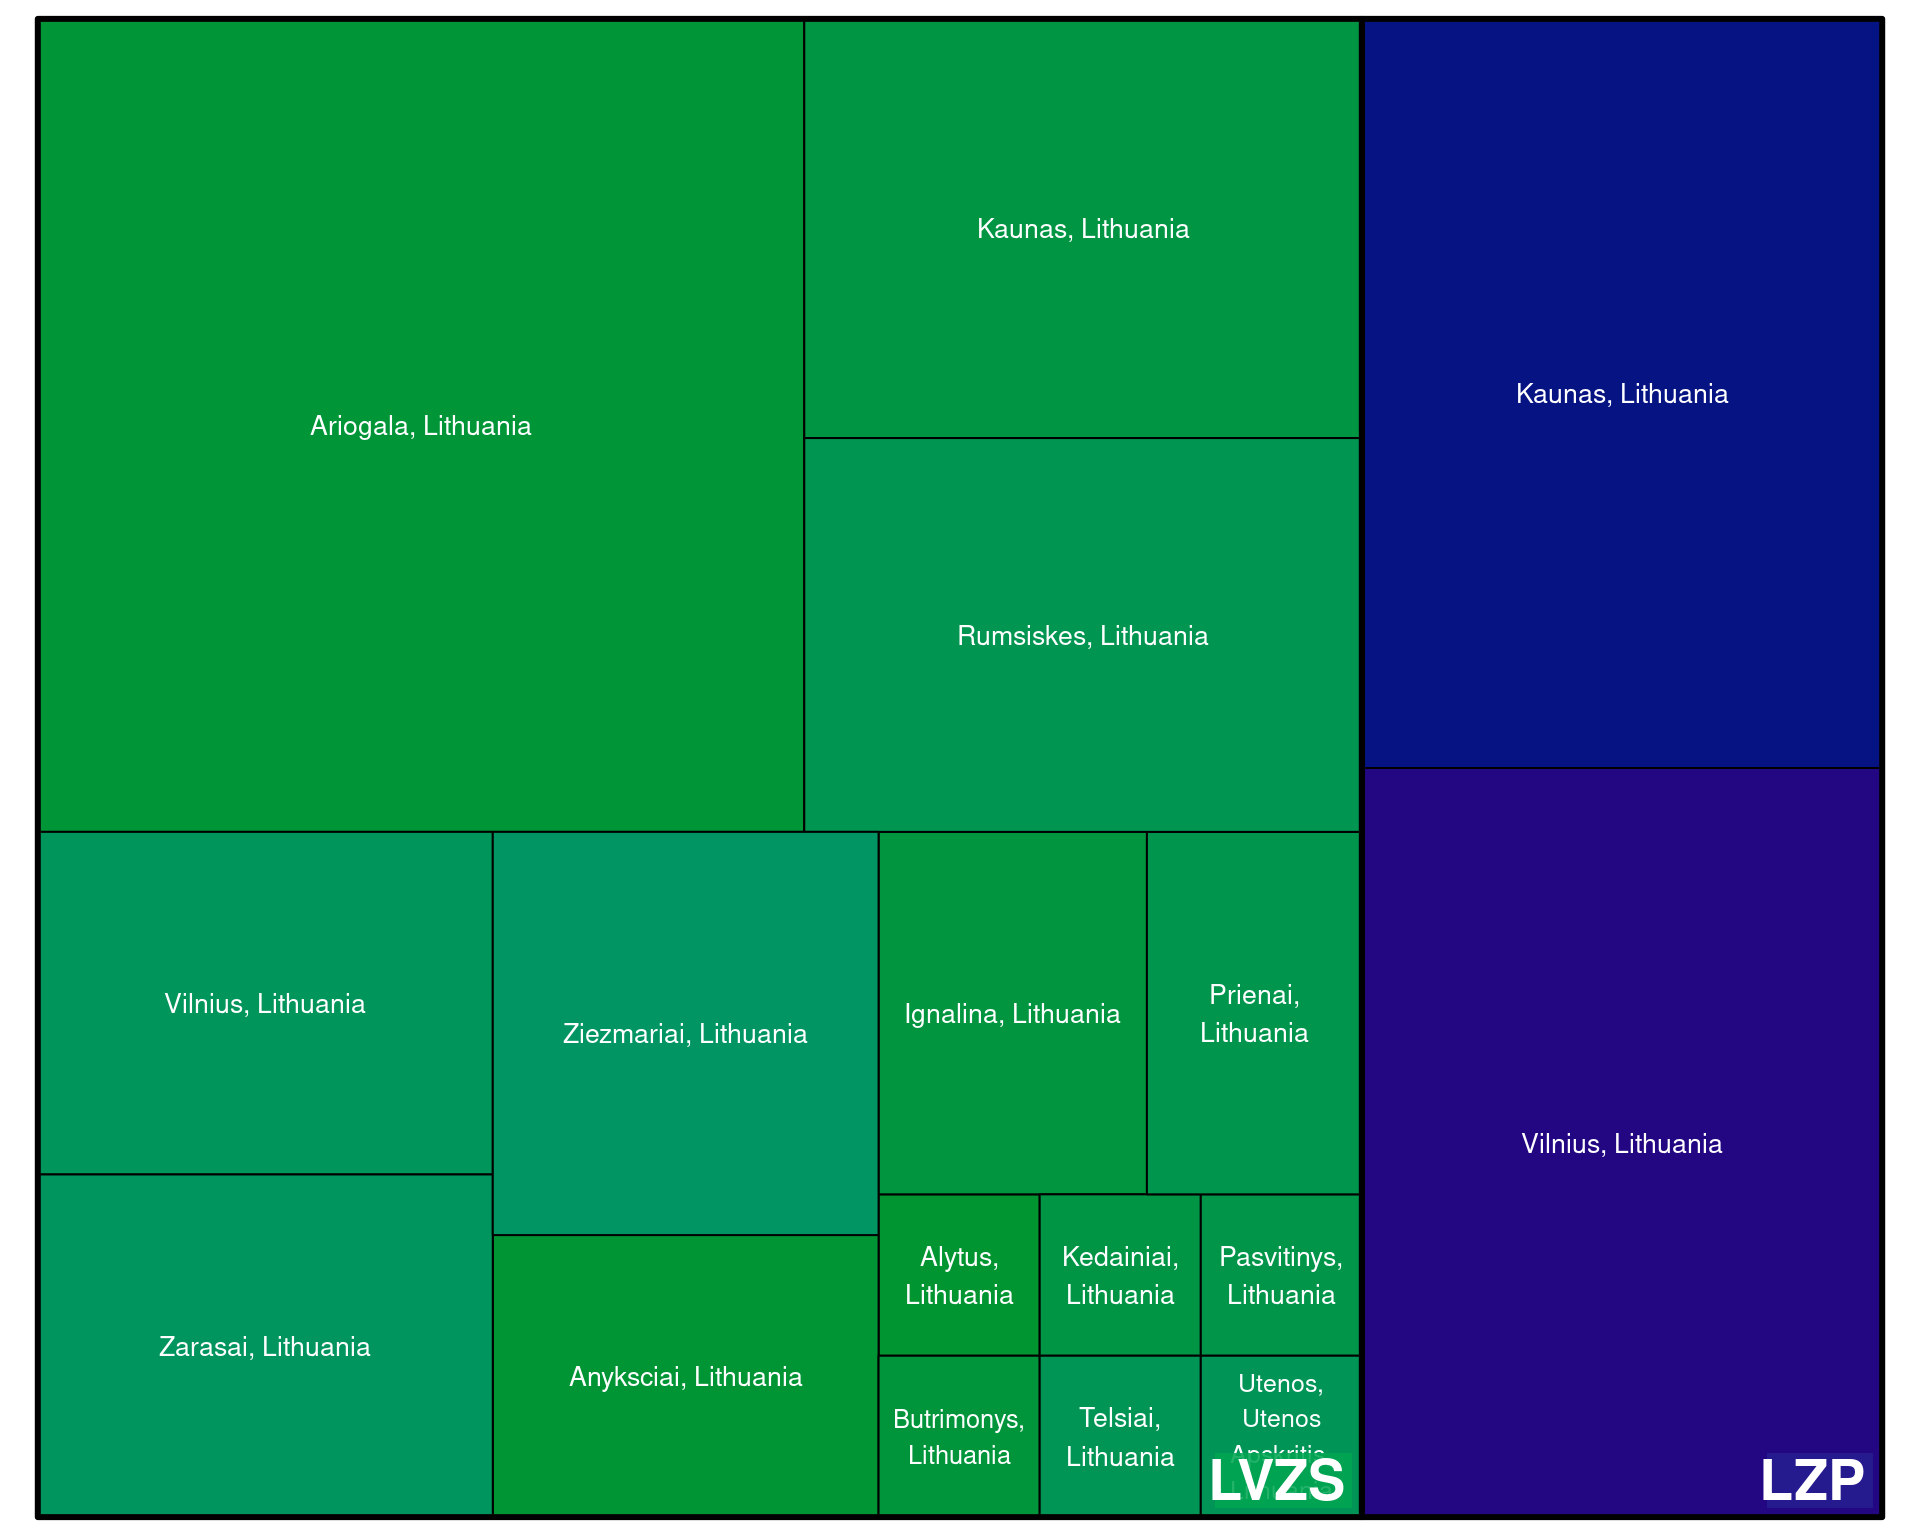 Ariogala, Lithuania
Kaunas, Lithuania
Rumsiskes, Lithuania
Vilnius, Lithuania
Zarasai, Lithuania
Ziezmariai, Lithuania
Anyksciai, Lithuania
Ignalina, Lithuania
Prienai,
Lithuania
Alytus,
Lithuania
Kedainiai,
Lithuania
Pasvitinys,
Lithuania
Butrimonys,
Lithuania
Telsiai,
Lithuania
Utenos,
Utenos
Apskritis,
LVZS
Kaunas, Lithuania
Vilnius, Lithuania
LZP